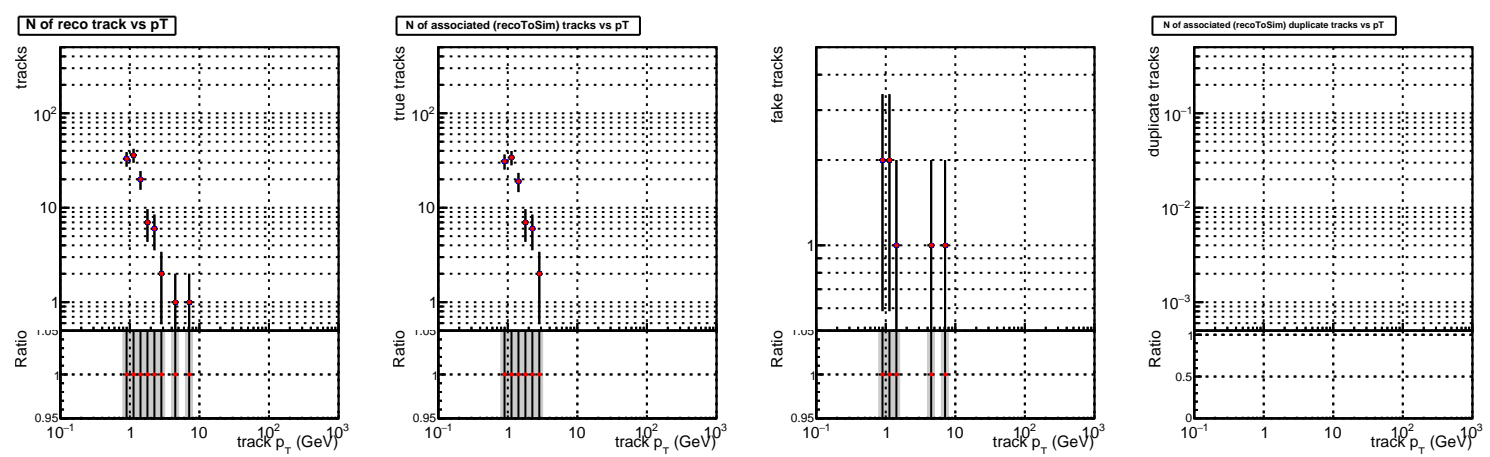 N of reco track vs pT
tracks
10²
10
1
1.05
Ratio
1
0.95
10⁻¹ 1 10 10² 10³
track p_T (GeV)
N of associated (recoToSim) tracks vs pT
true tracks
10²
10
1
1.05
Ratio
1
0.95
10⁻¹ 1 10 10² 10³
track p_T (GeV)
fake tracks
1
1.05
Ratio
1
0.95
10⁻¹ 1 10 10² 10³
track p_T (GeV)
N of associated (recoToSim) duplicate tracks vs pT
duplicate tracks
10⁻¹
10⁻²
10⁻³
Ratio
1
0.5
0
10⁻¹ 1 10 10² 10³
track p_T (GeV)